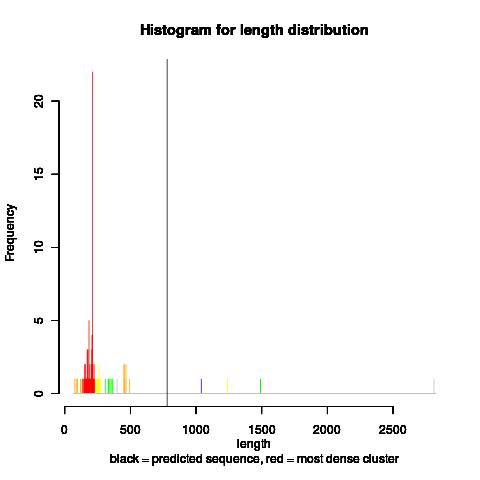 Histogram for length distribution
Frequency
20
15
10
5
0
0 500 1000 1500 2000 2500
length
black = predicted sequence, red = most dense cluster